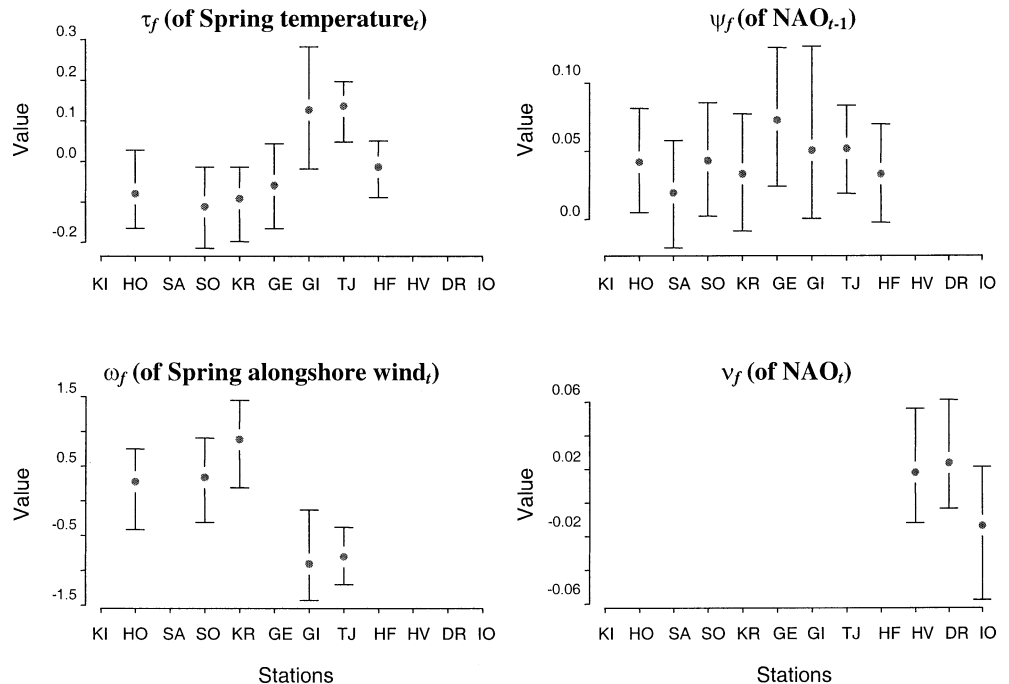 τf (of Spring temperaturet)
ψf (of NAOt-1)
0.3
0.2
0.1
0.0
-0.2
Value
0.10
0.05
0.0
Value
KI HO SA SO KR GE GI TJ HF HV DR IO
KI HO SA SO KR GE GI TJ HF HV DR IO
ωf (of Spring alongshore windt)
νf (of NAOt)
1.5
0.5
-0.5
-1.5
Value
0.06
0.02
-0.02
-0.06
Value
KI HO SA SO KR GE GI TJ HF HV DR IO
KI HO SA SO KR GE GI TJ HF HV DR IO
Stations
Stations